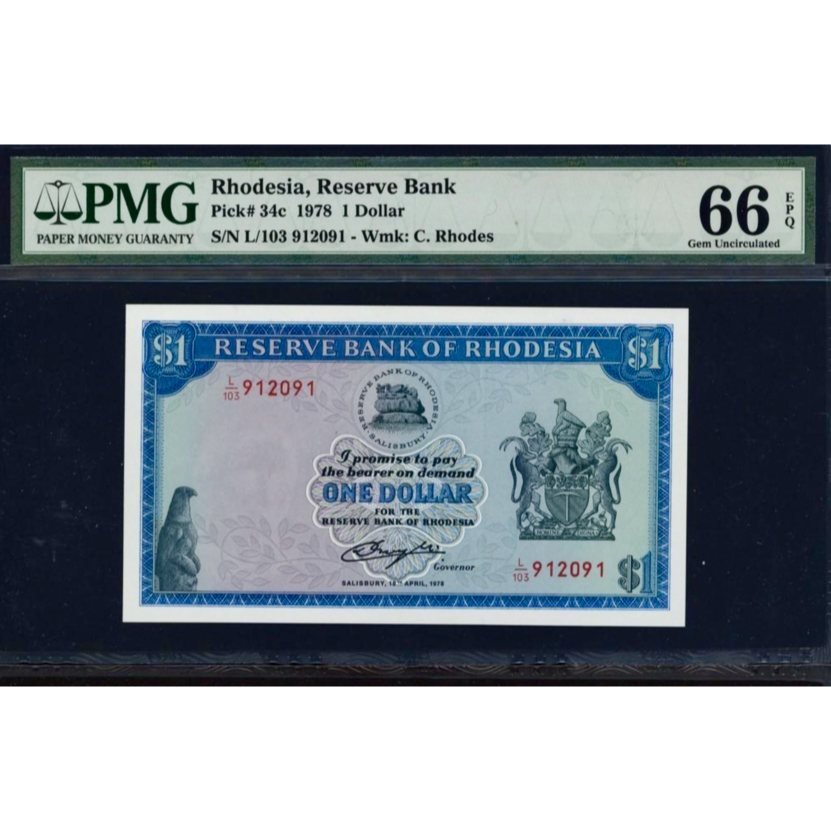 PMG
PAPER MONEY GUARANTY
Rhodesia, Reserve Bank
Pick# 34c 1978 1 Dollar
S/N L/103 912091 - Wmk: C. Rhodes
66 EPQ
Gem Uncirculated
$1 RESERVE BANK OF RHODESIA $1
L/103 912091
RESERVE BANK OF RHODESIA
SALISBURY
I promise to pay
the bearer on demand
ONE DOLLAR
FOR THE
RESERVE BANK OF RHODESIA
Governor
L/103 912091 $1
SALISBURY, APRIL, 1978